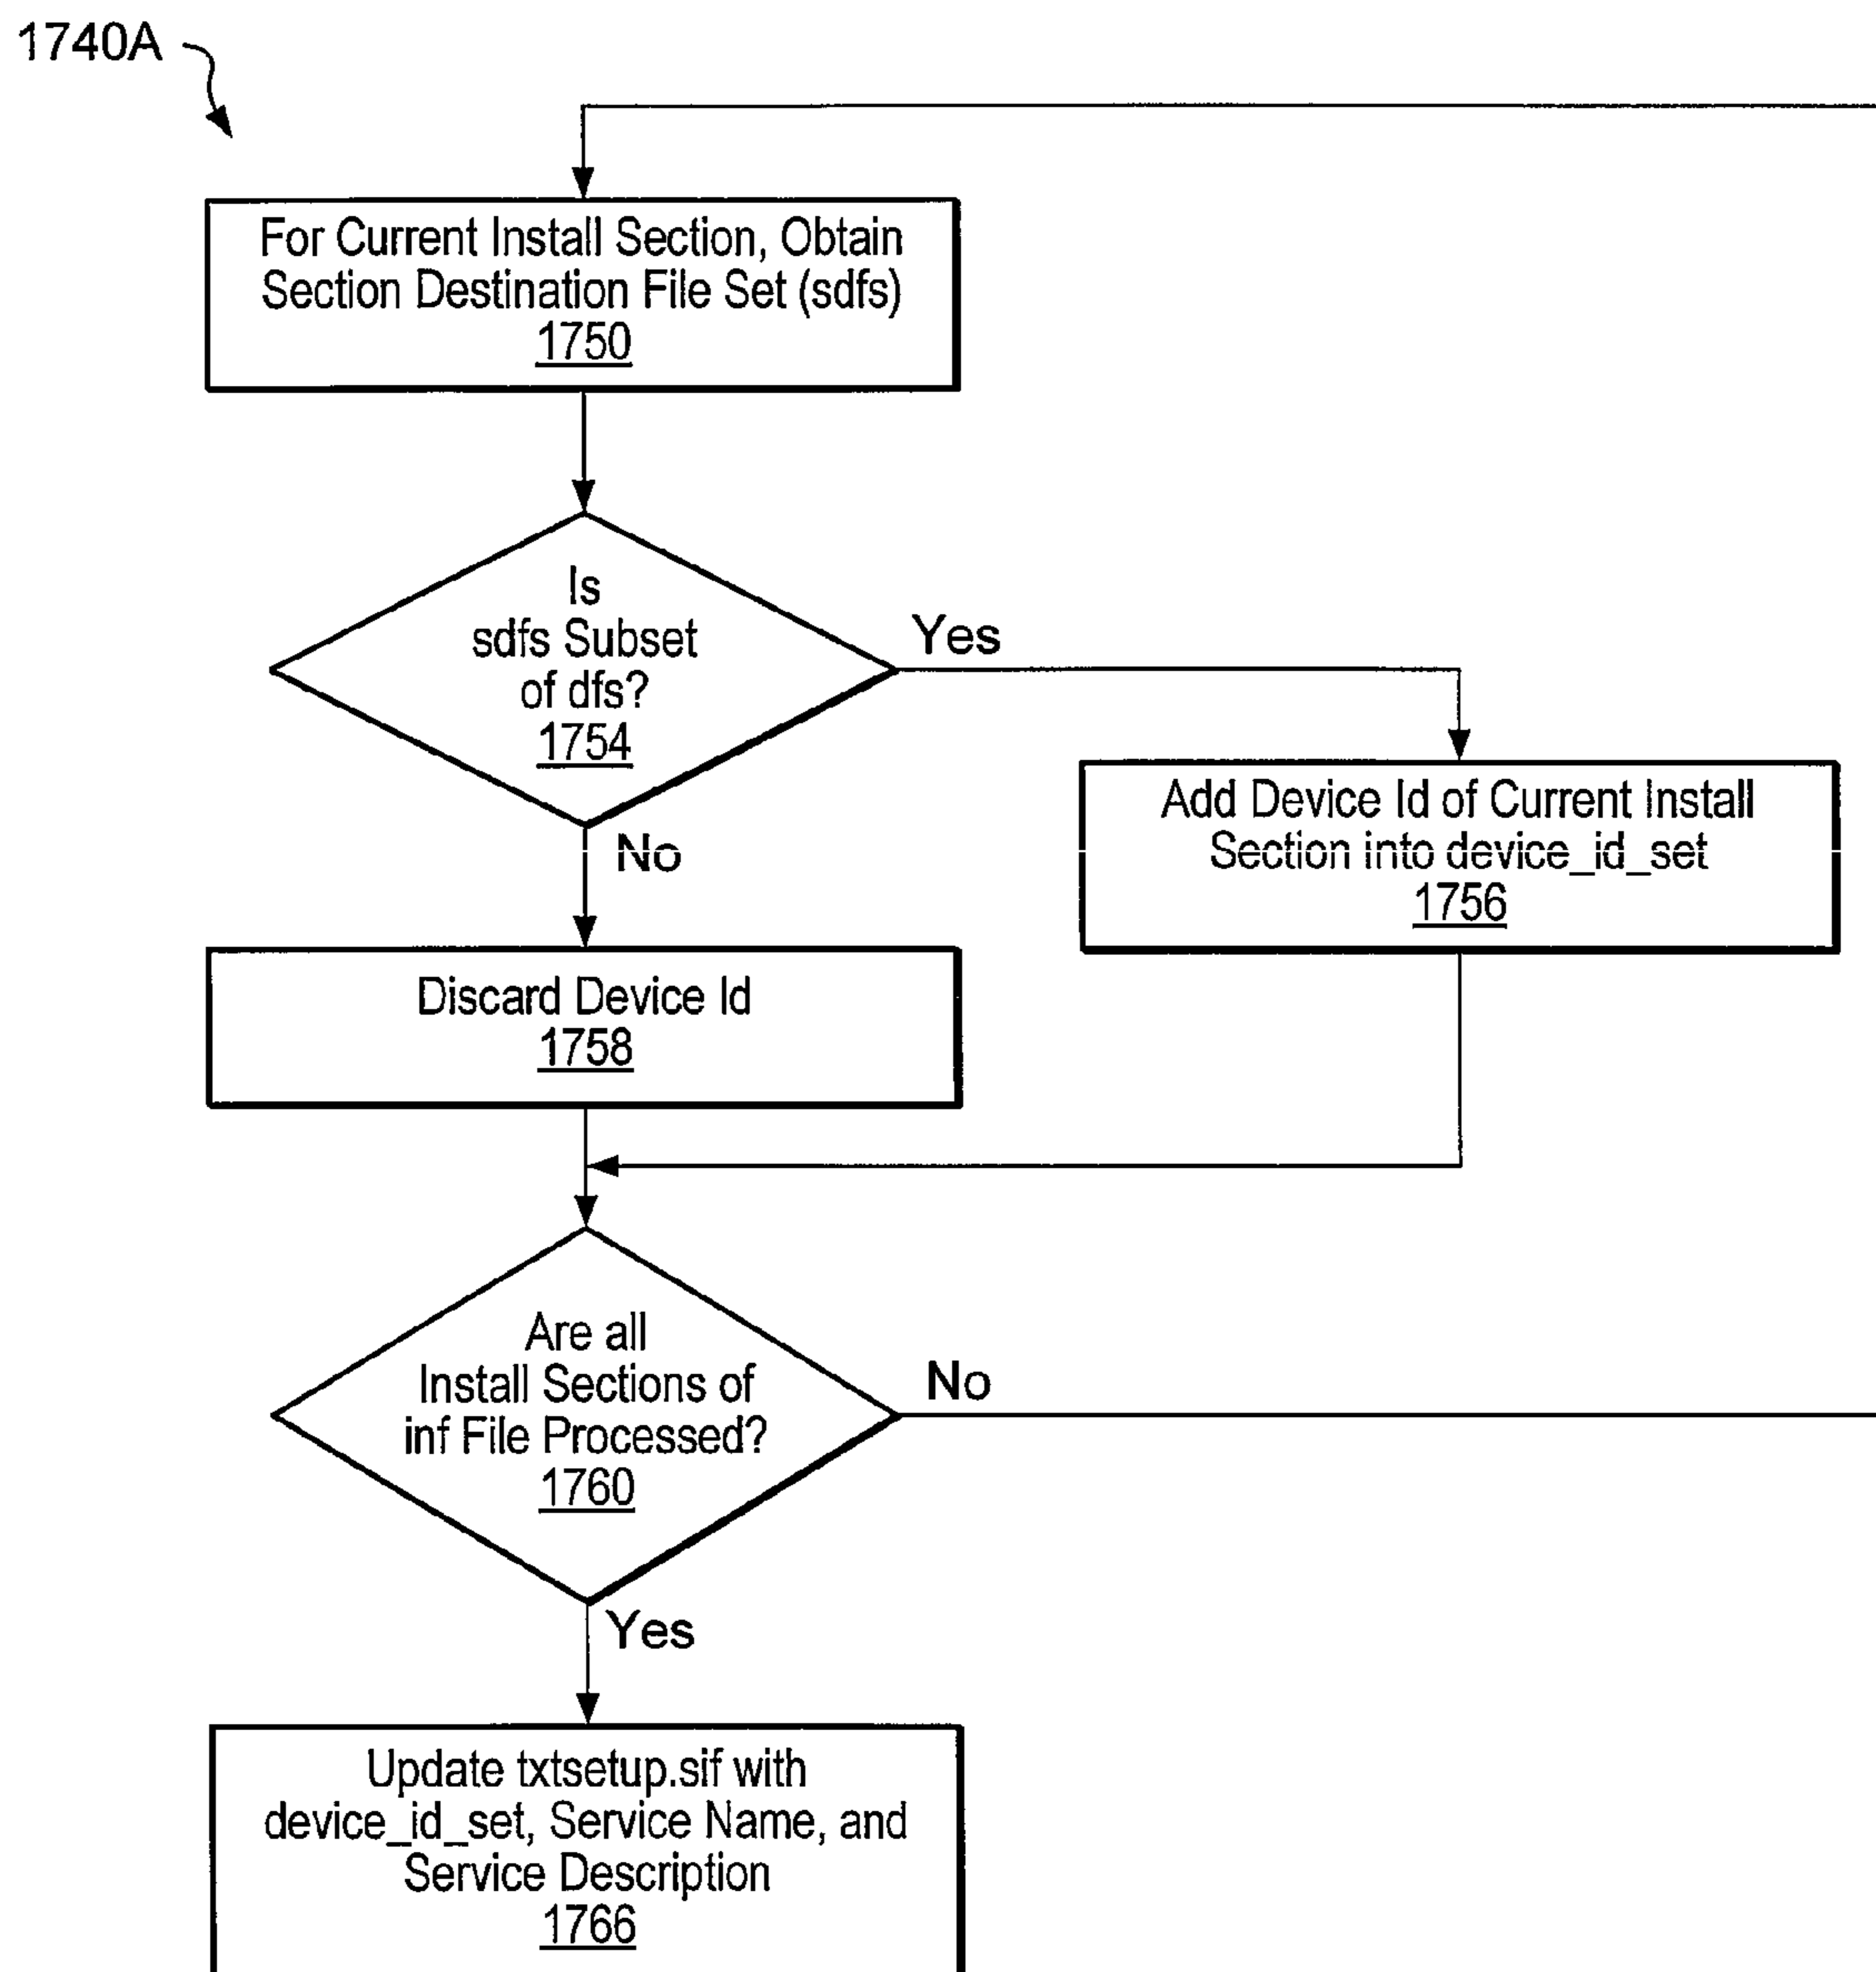 1740A
For Current Install Section, Obtain
Section Destination File Set (sdfs)
1750
Is
sdfs Subset
of dfs?
1754
Yes
No
Add Device Id of Current Install
Section into device_id_set
1756
Discard Device Id
1758
Are all
Install Sections of
inf File Processed?
1760
No
Yes
Update txtsetup.sif with
device_id_set, Service Name, and
Service Description
1766